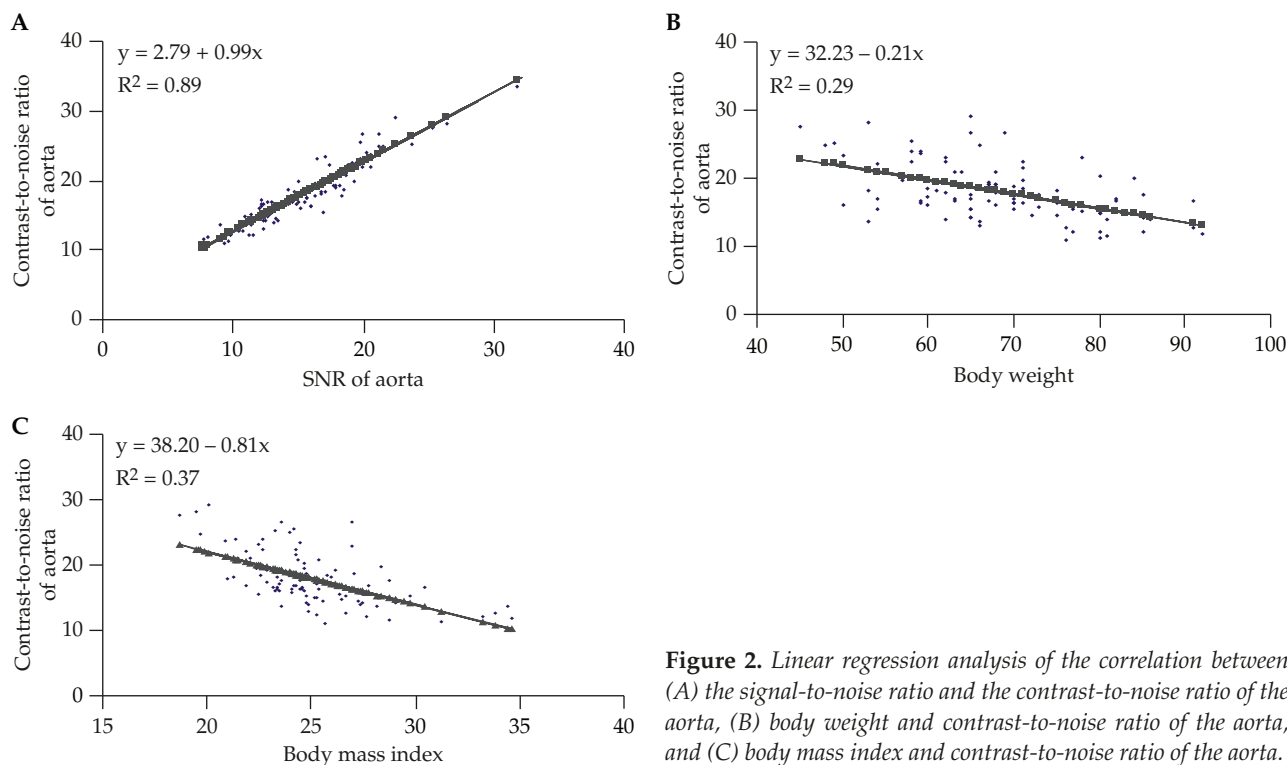 A
y = 2.79 + 0.99x
R² = 0.89
Contrast-to-noise ratio
of aorta
40
30
20
10
0
0 10 20 30 40
SNR of aorta
B
y = 32.23 – 0.21x
R² = 0.29
Contrast-to-noise ratio
of aorta
40
30
20
10
0
40 50 60 70 80 90 100
Body weight
C
y = 38.20 – 0.81x
R² = 0.37
Contrast-to-noise ratio
of aorta
40
30
20
10
0
15 20 25 30 35 40
Body mass index
Figure 2. Linear regression analysis of the correlation between
(A) the signal-to-noise ratio and the contrast-to-noise ratio of the
aorta, (B) body weight and contrast-to-noise ratio of the aorta,
and (C) body mass index and contrast-to-noise ratio of the aorta.